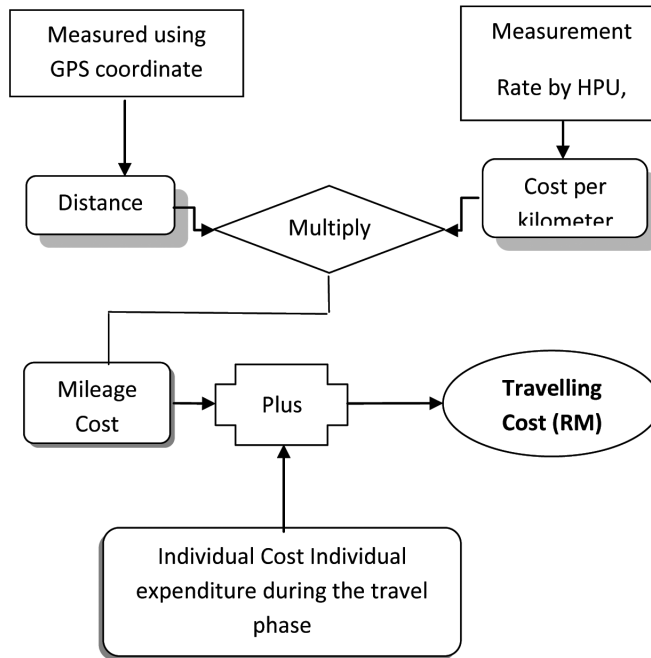 Measured using
GPS coordinate
Measurement
Rate by HPU,
Distance
Cost per
kilometer
Multiply
Mileage
Cost
Plus
Travelling
Cost (RM)
Individual Cost Individual
expenditure during the travel
phase